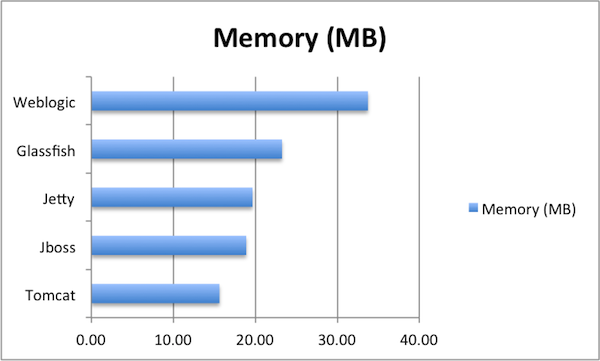 Memory (MB)
Weblogic
Glassfish
Jetty
Jboss
Tomcat
0.00 10.00 20.00 30.00 40.00
Memory (MB)